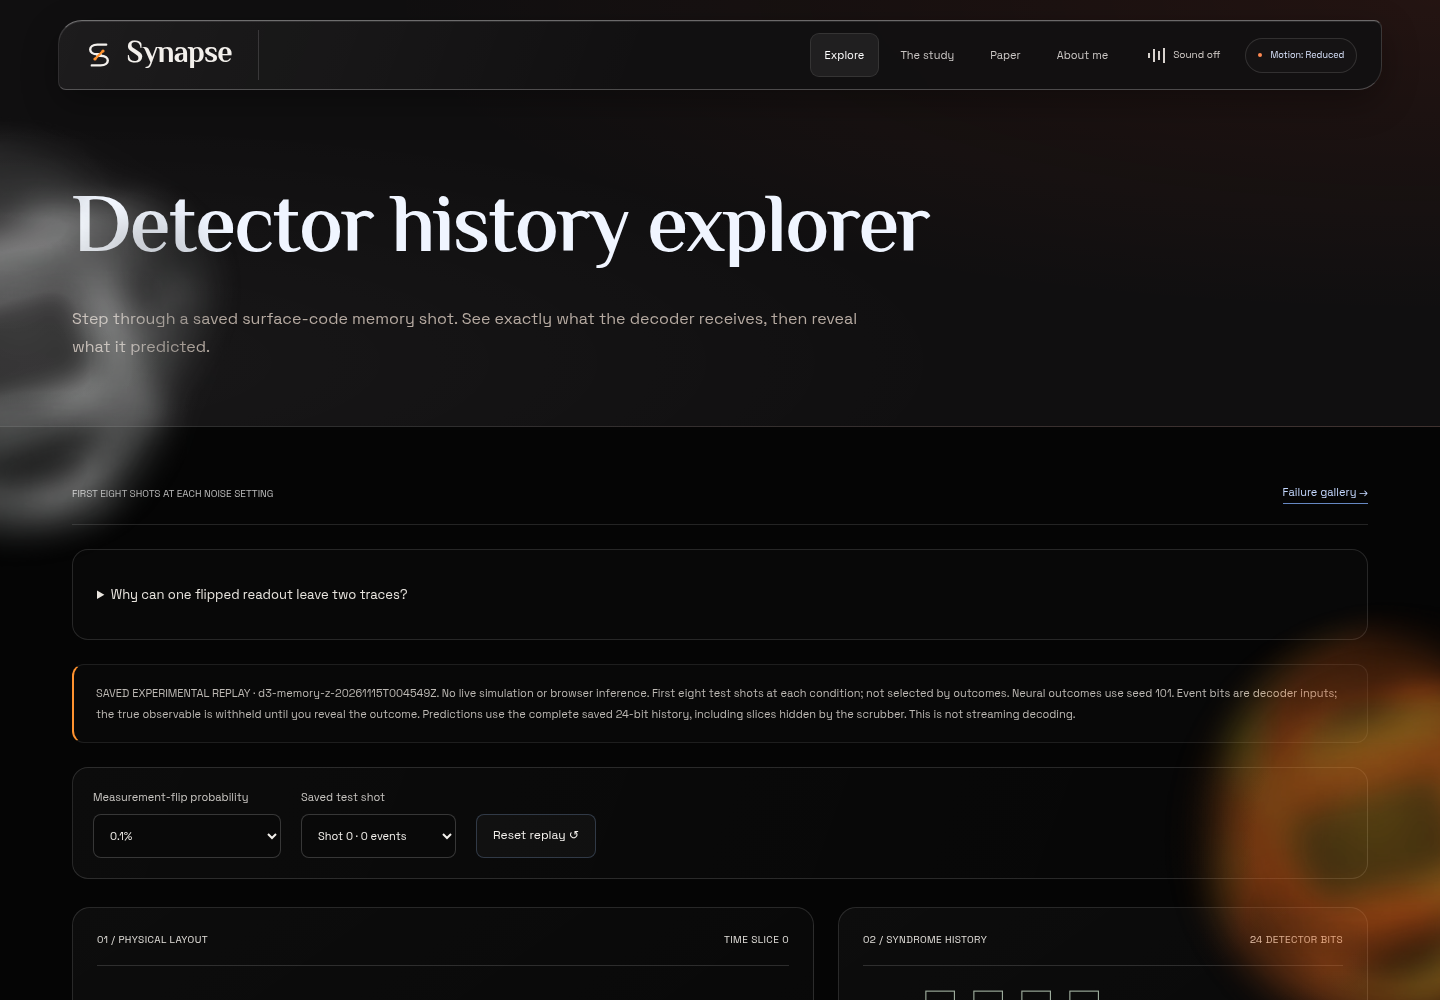 Synapse
Explore
The study
Paper
About me
Sound off
Motion: Reduced
Detector history explorer
Step through a saved surface-code memory shot. See exactly what the decoder receives, then reveal
what it predicted.
FIRST EIGHT SHOTS AT EACH NOISE SETTING
Failure gallery →
▶ Why can one flipped readout leave two traces?
SAVED EXPERIMENTAL REPLAY · d3-memory-z-20261115T004549Z. No live simulation or browser inference. First eight test shots at each condition; not selected by outcomes. Neural outcomes use seed 101. Event bits are decoder inputs;
the true observable is withheld until you reveal the outcome. Predictions use the complete saved 24-bit history, including slices hidden by the scrubber. This is not streaming decoding.
Measurement-flip probability
Saved test shot
0.1%
Shot 0 · 0 events
Reset replay ↺
01 / PHYSICAL LAYOUT
TIME SLICE 0
02 / SYNDROME HISTORY
24 DETECTOR BITS